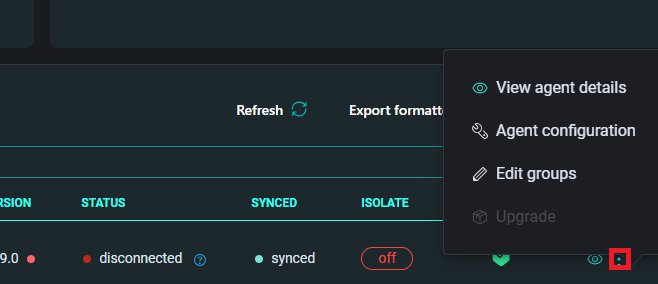 View agent details
Refresh
Export formatte
Agent configuration
Edit groups
RSION STATUS SYNCED ISOLATE
Upgrade
9.0 disconnected synced off